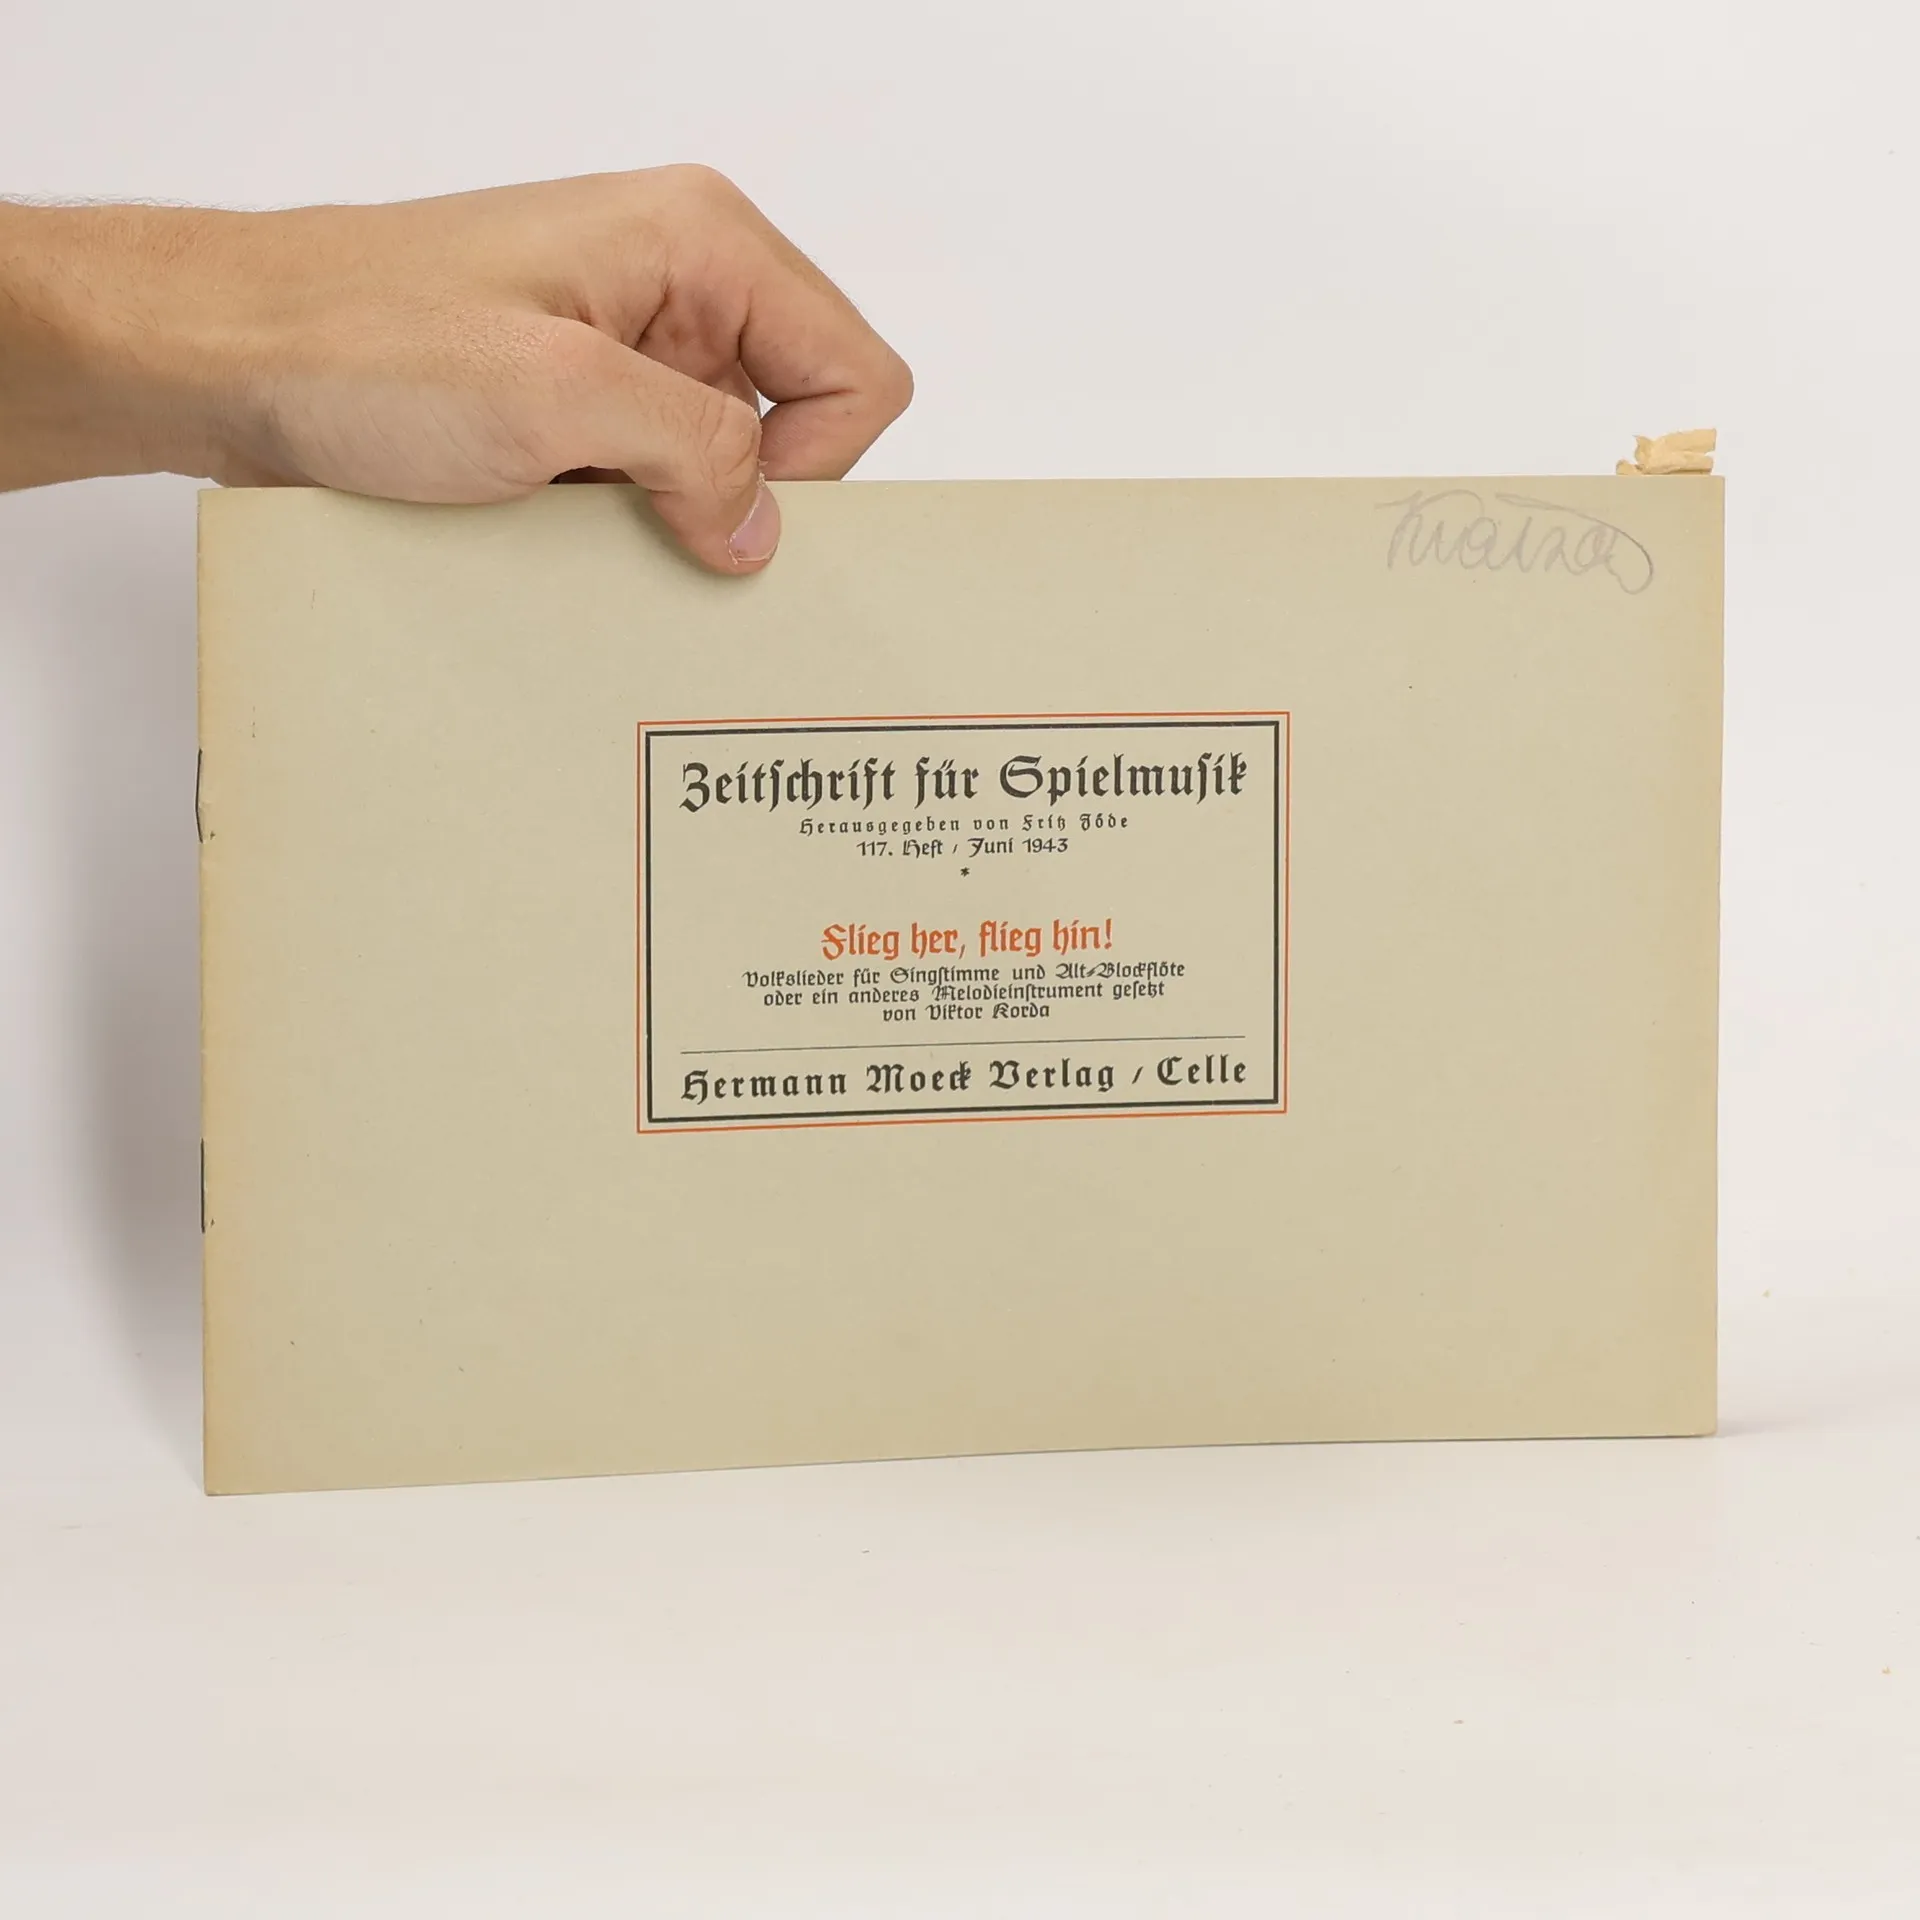 Zeitschrift für Spielmusik
Herausgegeben von Fritz Jöde
117. Heft / Juni 1943
*
Flieg her, flieg hin!
Volkslieder für Singstimme und Alt-Blockflöte
oder ein anderes Melodieinstrument gesetzt
von Viktor Korda
Hermann Moeck Verlag / Celle